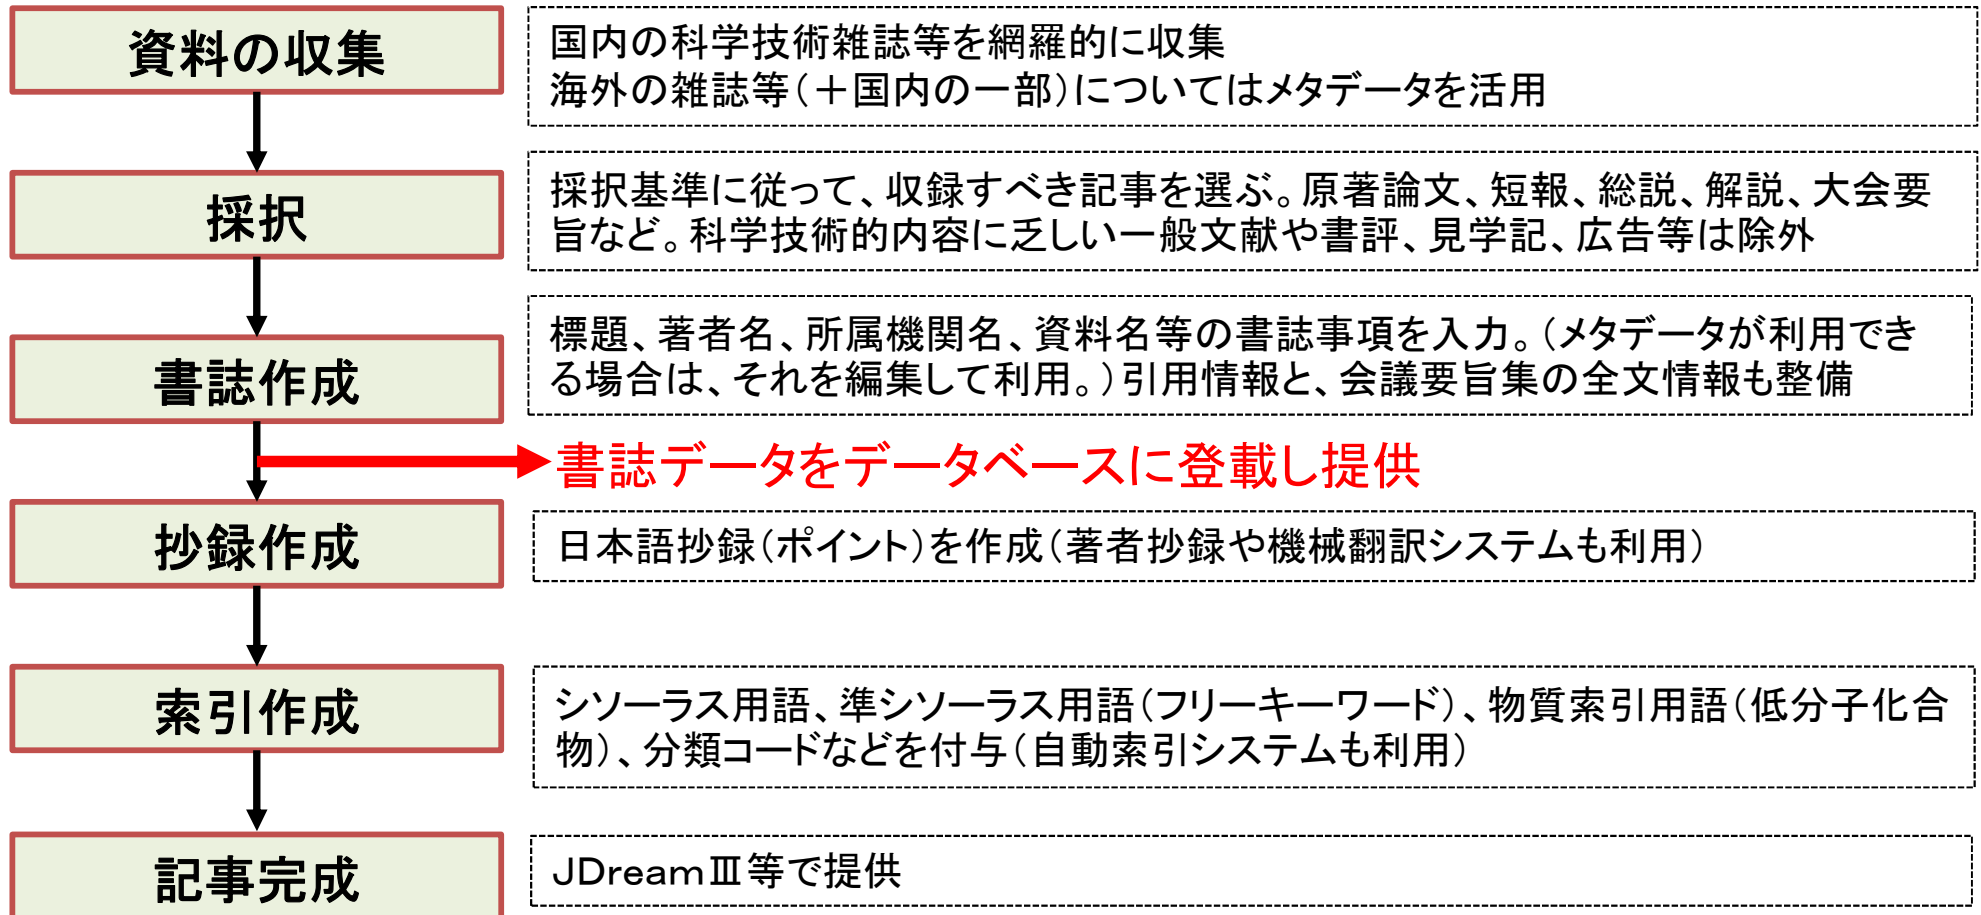 資料の収集
国内の科学技術雑誌等を網羅的に収集
海外の雑誌等(＋国内の一部)についてはメタデータを活用
採択
採択基準に従って、収録すべき記事を選ぶ。原著論文、短報、総説、解説、大会要
旨など。科学技術的内容に乏しい一般文献や書評、見学記、広告等は除外
書誌作成
標題、著者名、所属機関名、資料名等の書誌事項を入力。(メタデータが利用でき
る場合は、それを編集して利用。)引用情報と、会議要旨集の全文情報も整備
書誌データをデータベースに登載し提供
抄録作成
日本語抄録(ポイント)を作成(著者抄録や機械翻訳システムも利用)
索引作成
シソーラス用語、準シソーラス用語(フリーキーワード)、物質索引用語(低分子化合
物)、分類コードなどを付与(自動索引システムも利用)
記事完成
JDreamⅢ等で提供